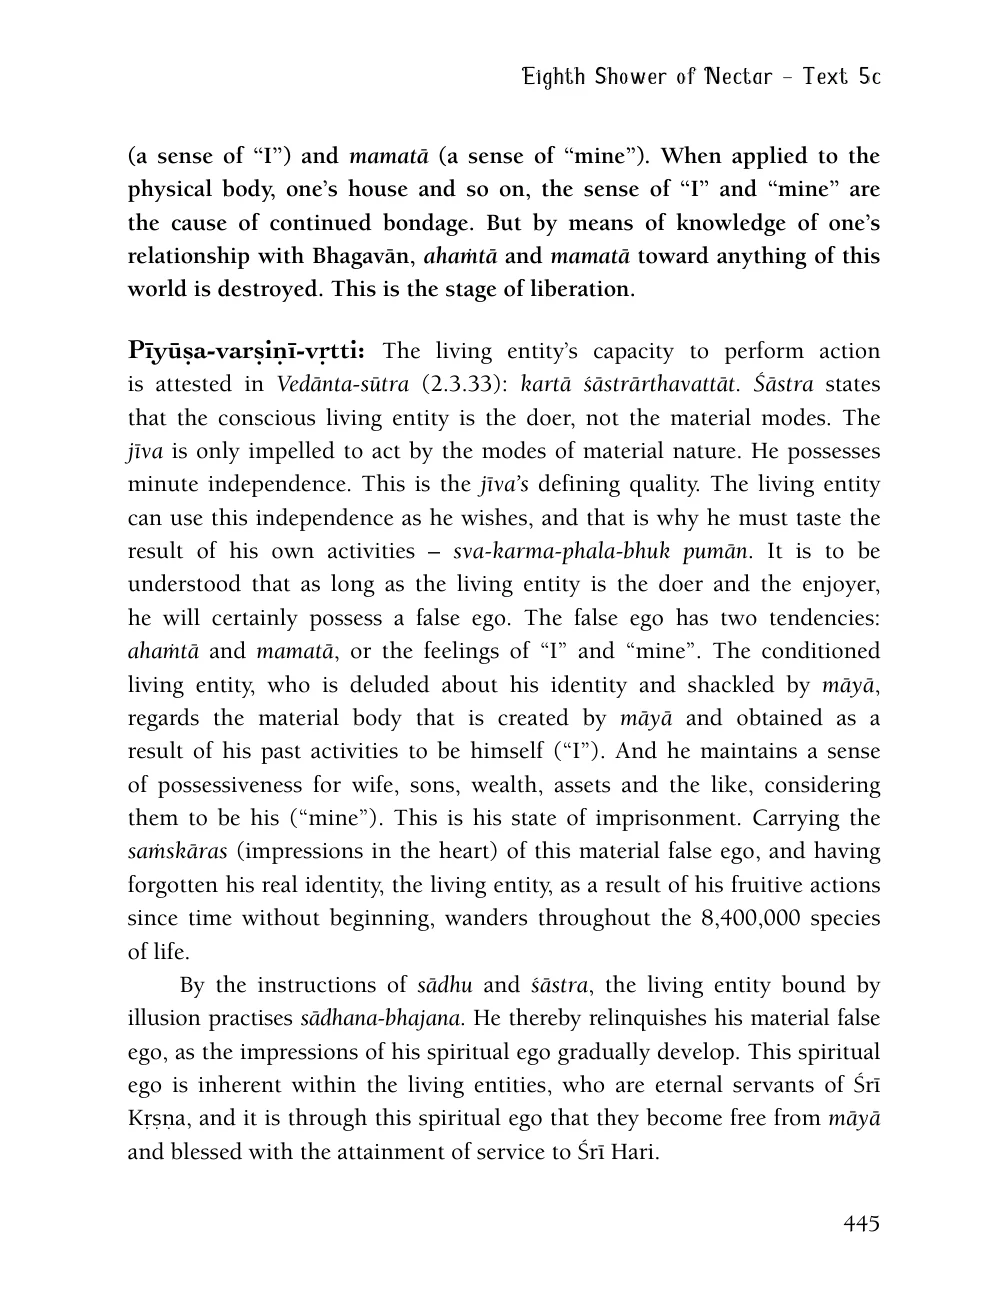 Eighth Shower of Nectar – Text 5c
(a sense of “I”) and mamatā (a sense of “mine”). When applied to the
physical body, one’s house and so on, the sense of “I” and “mine” are
the cause of continued bondage. But by means of knowledge of one’s
relationship with Bhagavān, ahaṁtā and mamatā toward anything of this
world is destroyed. This is the stage of liberation.
Pīyūṣa-varṣiṇī-vṛtti: The living entity’s capacity to perform action
is attested in Vedānta-sūtra (2.3.33): kartā śāstrārthavattāt. Śāstra states
that the conscious living entity is the doer, not the material modes. The
jīva is only impelled to act by the modes of material nature. He possesses
minute independence. This is the jīva’s defining quality. The living entity
can use this independence as he wishes, and that is why he must taste the
result of his own activities – sva-karma-phala-bhuk pumān. It is to be
understood that as long as the living entity is the doer and the enjoyer,
he will certainly possess a false ego. The false ego has two tendencies:
ahaṁtā and mamatā, or the feelings of “I” and “mine”. The conditioned
living entity, who is deluded about his identity and shackled by māyā,
regards the material body that is created by māyā and obtained as a
result of his past activities to be himself (“I”). And he maintains a sense
of possessiveness for wife, sons, wealth, assets and the like, considering
them to be his (“mine”). This is his state of imprisonment. Carrying the
saṁskāras (impressions in the heart) of this material false ego, and having
forgotten his real identity, the living entity, as a result of his fruitive actions
since time without beginning, wanders throughout the 8,400,000 species
of life.
By the instructions of sādhu and śāstra, the living entity bound by
illusion practises sādhana-bhajana. He thereby relinquishes his material false
ego, as the impressions of his spiritual ego gradually develop. This spiritual
ego is inherent within the living entities, who are eternal servants of Śrī
Kṛṣṇa, and it is through this spiritual ego that they become free from māyā
and blessed with the attainment of service to Śrī Hari.
445